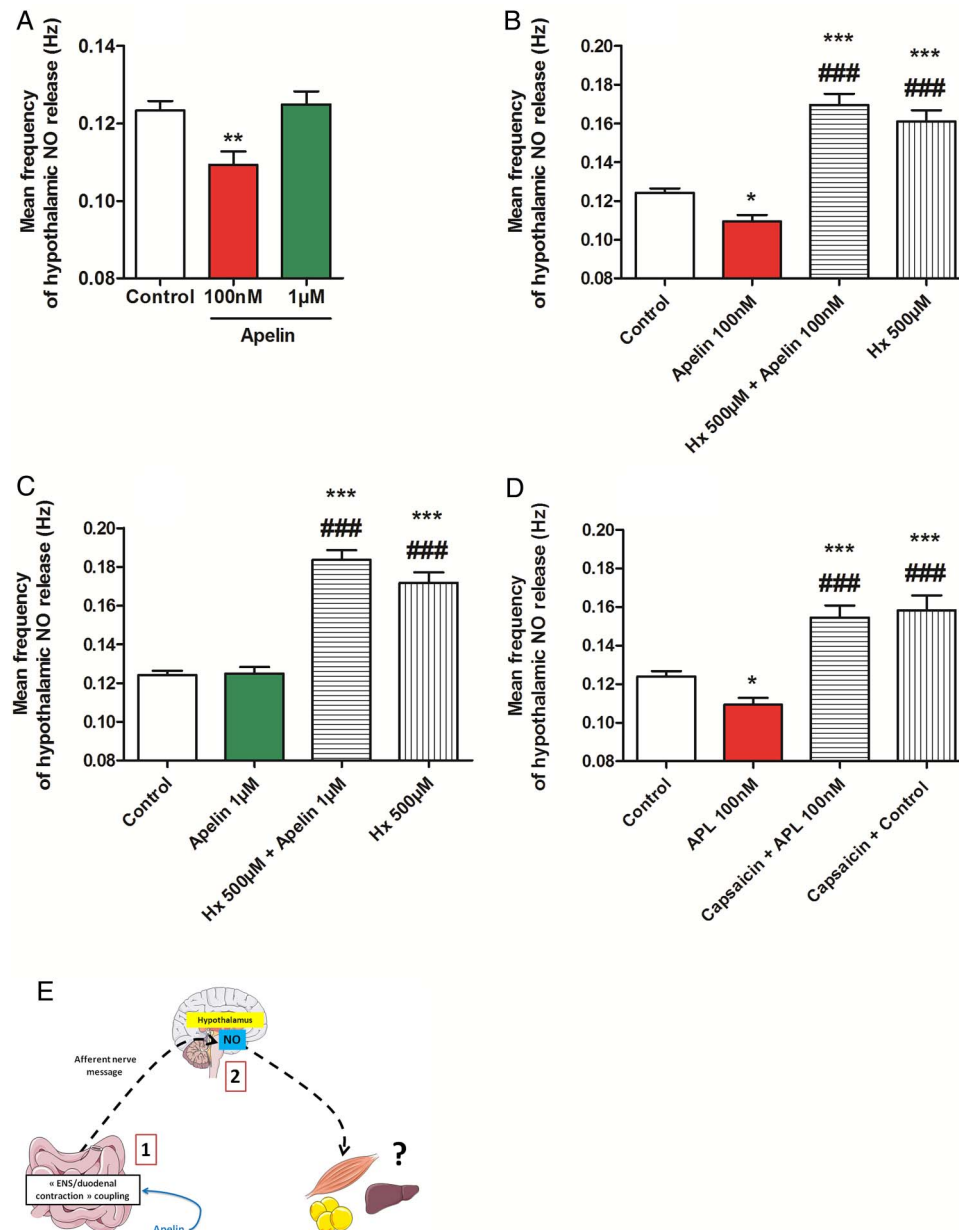 A
Mean frequency
of hypothalamic NO release (Hz)
0.14
0.12
0.10
0.08
**
Control
100nM
1µM
Apelin
B
Mean frequency
of hypothalamic NO release (Hz)
0.20
0.18
0.16
0.14
0.12
0.10
0.08
*
***
###
***
###
Control
Apelin 100nM
Hx 500µM + Apelin 100nM
Hx 500µM
C
Mean frequency
of hypothalamic NO release (Hz)
0.20
0.18
0.16
0.14
0.12
0.10
0.08
***
###
***
###
Control
Apelin 1µM
Hx 500µM + Apelin 1µM
Hx 500µM
D
Mean frequency
of hypothalamic NO release (Hz)
0.20
0.18
0.16
0.14
0.12
0.10
0.08
*
***
###
***
###
Control
APL 100nM
Capsaicin + APL 100nM
Capsaicin + Control
E
Hypothalamus
NO
Afferent nerve
message
2
1
?
« ENS/duodenal
contraction » coupling
Apelin